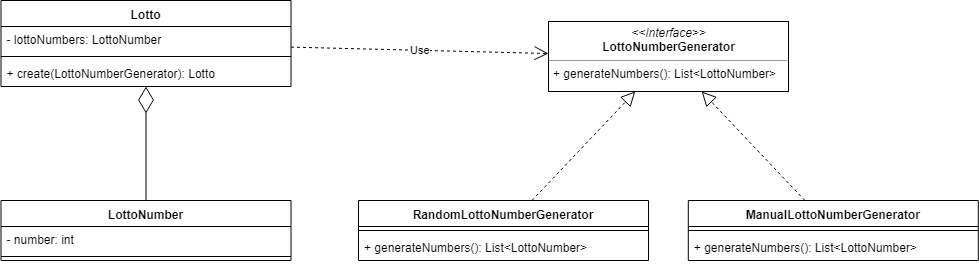 Lotto
- lottoNumbers: LottoNumber
+ create(LottoNumberGenerator): Lotto
Use
<<Interface>>
LottoNumberGenerator
+ generateNumbers(): List<LottoNumber>
LottoNumber
- number: int
RandomLottoNumberGenerator
+ generateNumbers(): List<LottoNumber>
ManualLottoNumberGenerator
+ generateNumbers(): List<LottoNumber>